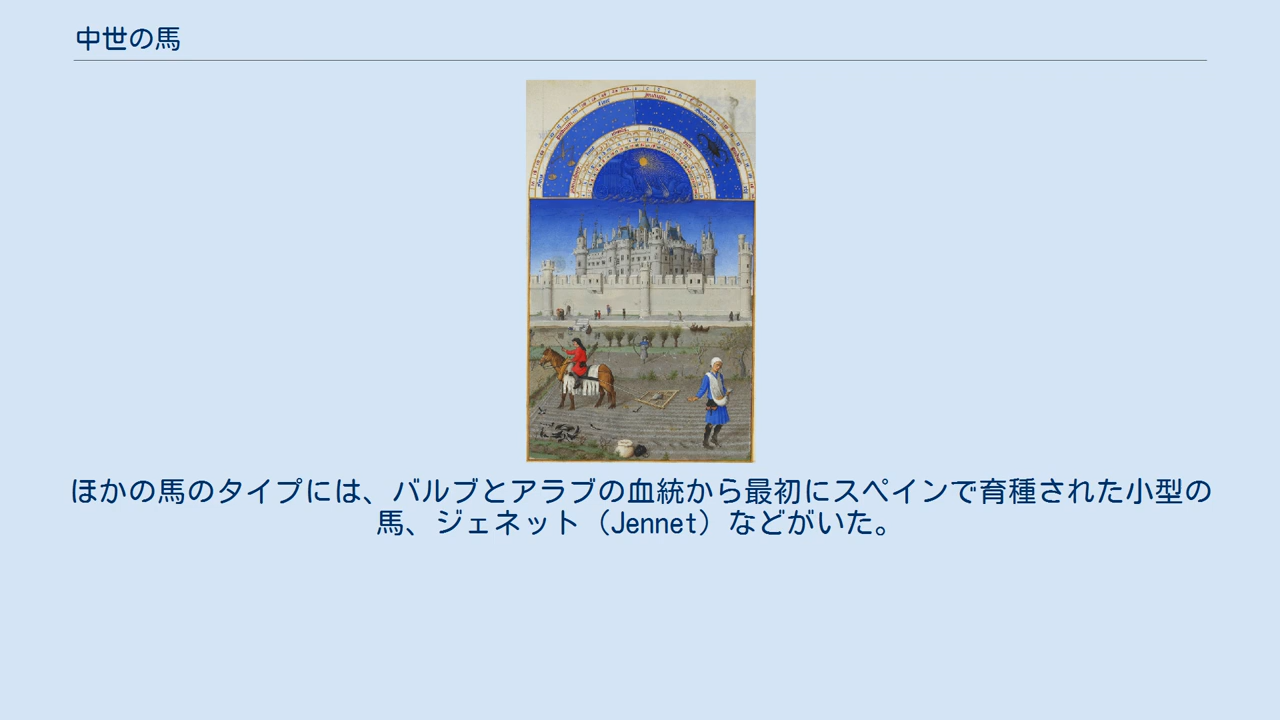 中世の馬
ほかの馬のタイプには、バルブとアラブの血統から最初にスペインで育種された小型の
馬、ジェネット（Jennet）などがいた。